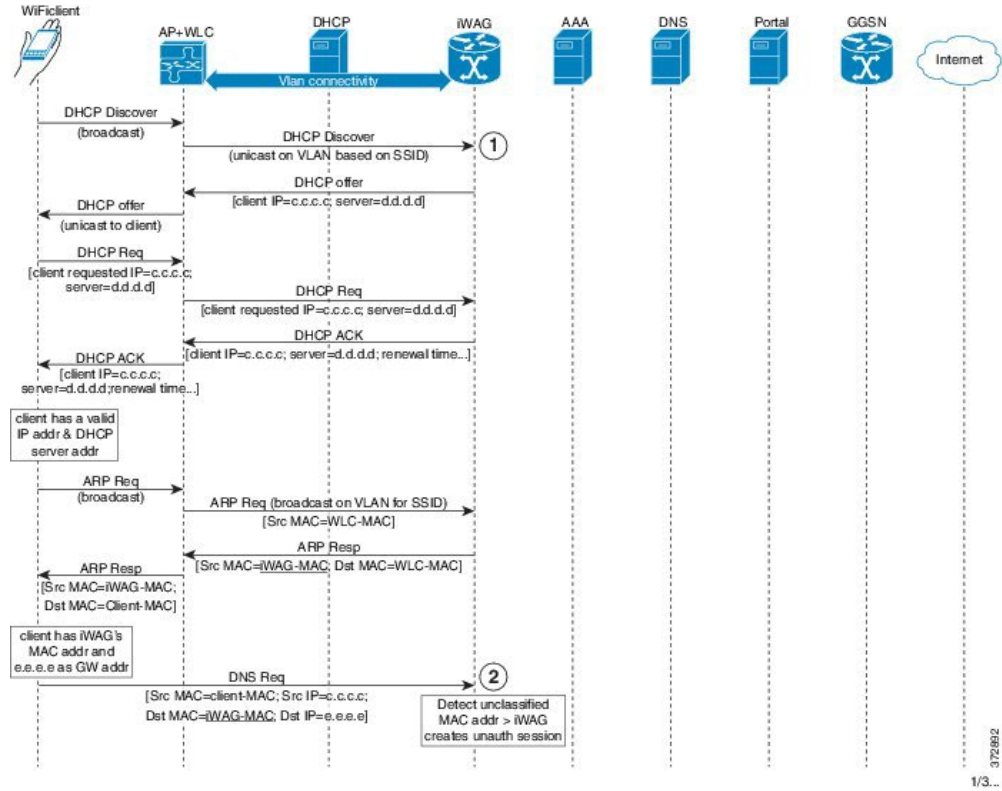 WiFiclient
AP+WLC
DHCP
iWAG
AAA
DNS
Portal
GGSN
Internet
Vlan connectivity
DHCP Discover
(broadcast)
DHCP Discover
(unicast on VLAN based on SSID)
1
DHCP offer
[client IP=c.c.c.c; server=d.d.d.d]
DHCP offer
(unicast to client)
DHCP Req
[client requested IP=c.c.c.c;
server=d.d.d.d]
DHCP Req
[client requested IP=c.c.c.c; server=d.d.d.d]
DHCP ACK
[client IP=c.c.c.c; server=d.d.d.d; renewal time...]
DHCP ACK
[client IP=c.c.c.c;
server=d.d.d.d;renewal time...]
client has a valid
IP addr & DHCP
server addr
ARP Req
(broadcast)
ARP Req (broadcast on VLAN for SSID)
[Src MAC=WLC-MAC]
ARP Resp
[Src MAC=iWAG-MAC; Dst MAC=WLC-MAC]
ARP Resp
[Src MAC=iWAG-MAC;
Dst MAC=Client-MAC]
client has iWAG's
MAC addr and
e.e.e.e as GW addr
DNS Req
[Src MAC=client-MAC; Src IP=c.c.c.c;
Dst MAC=iWAG-MAC; Dst IP=e.e.e.e]
2
Detect unclassified
MAC addr > iWAG
creates unauth session
372892
1/3...